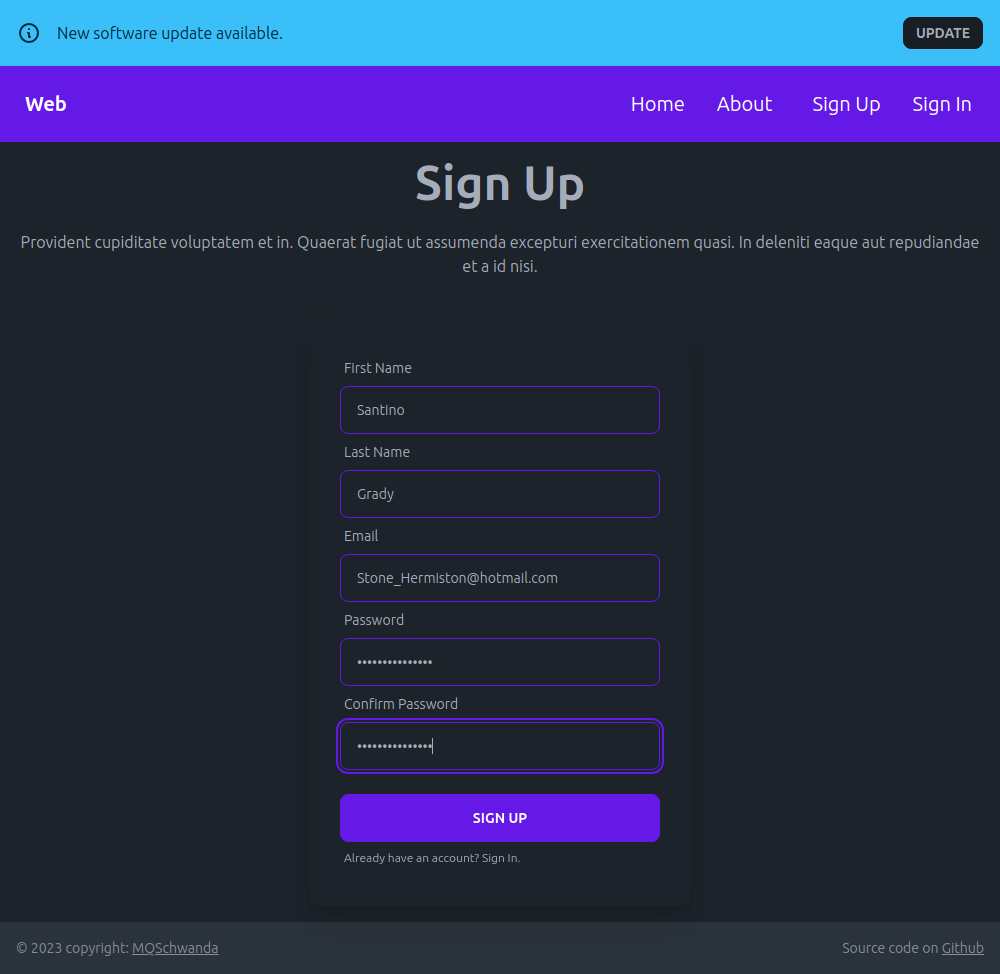 New software update available.
UPDATE
Web
Home
About
Sign Up
Sign In
Sign Up
Provident cupiditate voluptatem et in. Quaerat fugiat ut assumenda excepturi exercitationem quasi. In deleniti eaque aut repudiandae
et a id nisi.
First Name
Santino
Last Name
Grady
Email
Stone_Hermiston@hotmail.com
Password
•••••••••••••••
Confirm Password
•••••••••••••••
SIGN UP
Already have an account? Sign In.
© 2023 copyright: MQSchwanda
Source code on Github